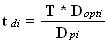 t di = T * D opti / D pi